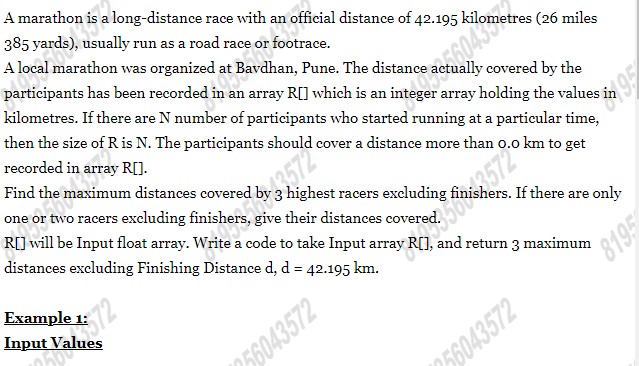 A marathon is a long-distance race with an official distance of 42.195 kilometres (26 miles
385 yards), usually run as a road race or footrace.
A local marathon was organized at Bavdhan, Pune. The distance actually covered by the
participants has been recorded in an array R[] which is an integer array holding the values in
kilometres. If there are N number of participants who started running at a particular time,
then the size of R is N. The participants should cover a distance more than 0.0 km to get
recorded in array R[].
Find the maximum distances covered by 3 highest racers excluding finishers. If there are only
one or two racers excluding finishers, give their distances covered.
R[] will be Input float array. Write a code to take Input array R[], and return 3 maximum
distances excluding Finishing Distance d, d = 42.195 km.
Example 1:
Input Values